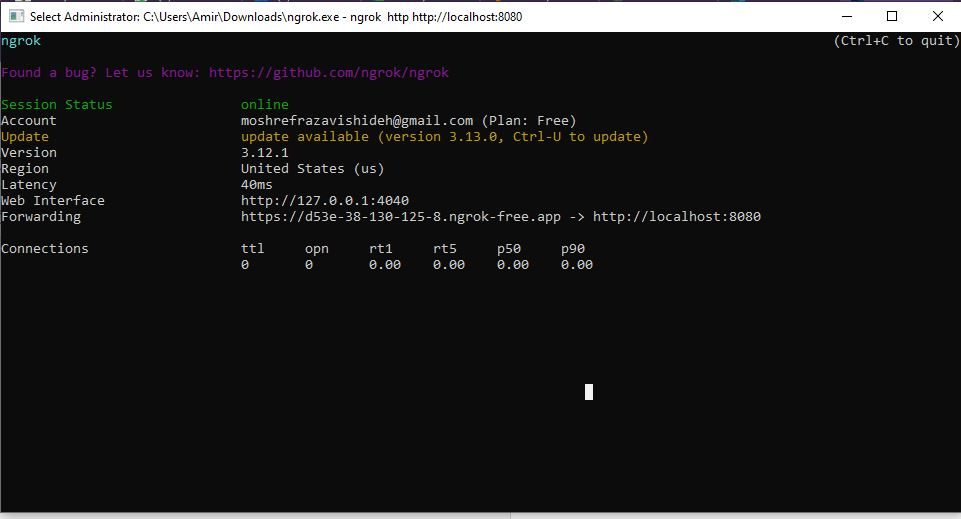 Select Administrator: C:\Users\Amir\Downloads\ngrok.exe - ngrok http http://localhost:8080
ngrok (Ctrl+C to quit)
Found a bug? Let us know: https://github.com/ngrok/ngrok
Session Status online
Account moshrefrazavishideh@gmail.com (Plan: Free)
Update update available (version 3.13.0, Ctrl-U to update)
Version 3.12.1
Region United States (us)
Latency 40ms
Web Interface http://127.0.0.1:4040
Forwarding https://d53e-38-130-125-8.ngrok-free.app -> http://localhost:8080
Connections ttl opn rt1 rt5 p50 p90
0 0 0.00 0.00 0.00 0.00